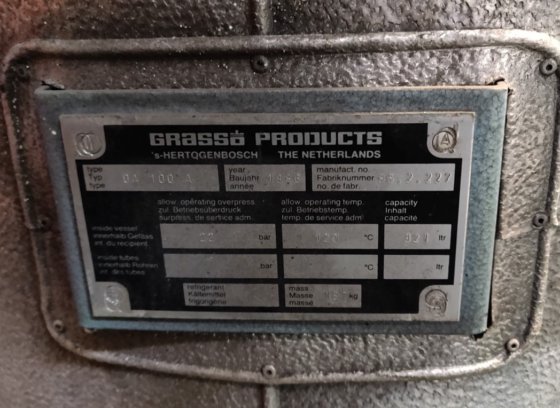 GRASSO PRODUCTS
's-HERTOGENBOSCH THE NETHERLANDS
type year manufact. no.
Typ Baujahr Fabriknummer
type année no. de fabr.
allow. operating overpress. allow. operating temp. capacity
zul. Betriebsüberdruck zul. Betriebstemp. Inhalt
surpress. de service adm. temp. de service adm. capacité
inside vessel
innerhalb Gefäss 22 bar 120 °C ltr
int. du recipient.
inside tubes
innerhalb Rohren bar °C ltr
int. des tubes
refrigerant mass
Kältemittel Masse kg
frigorigène masse